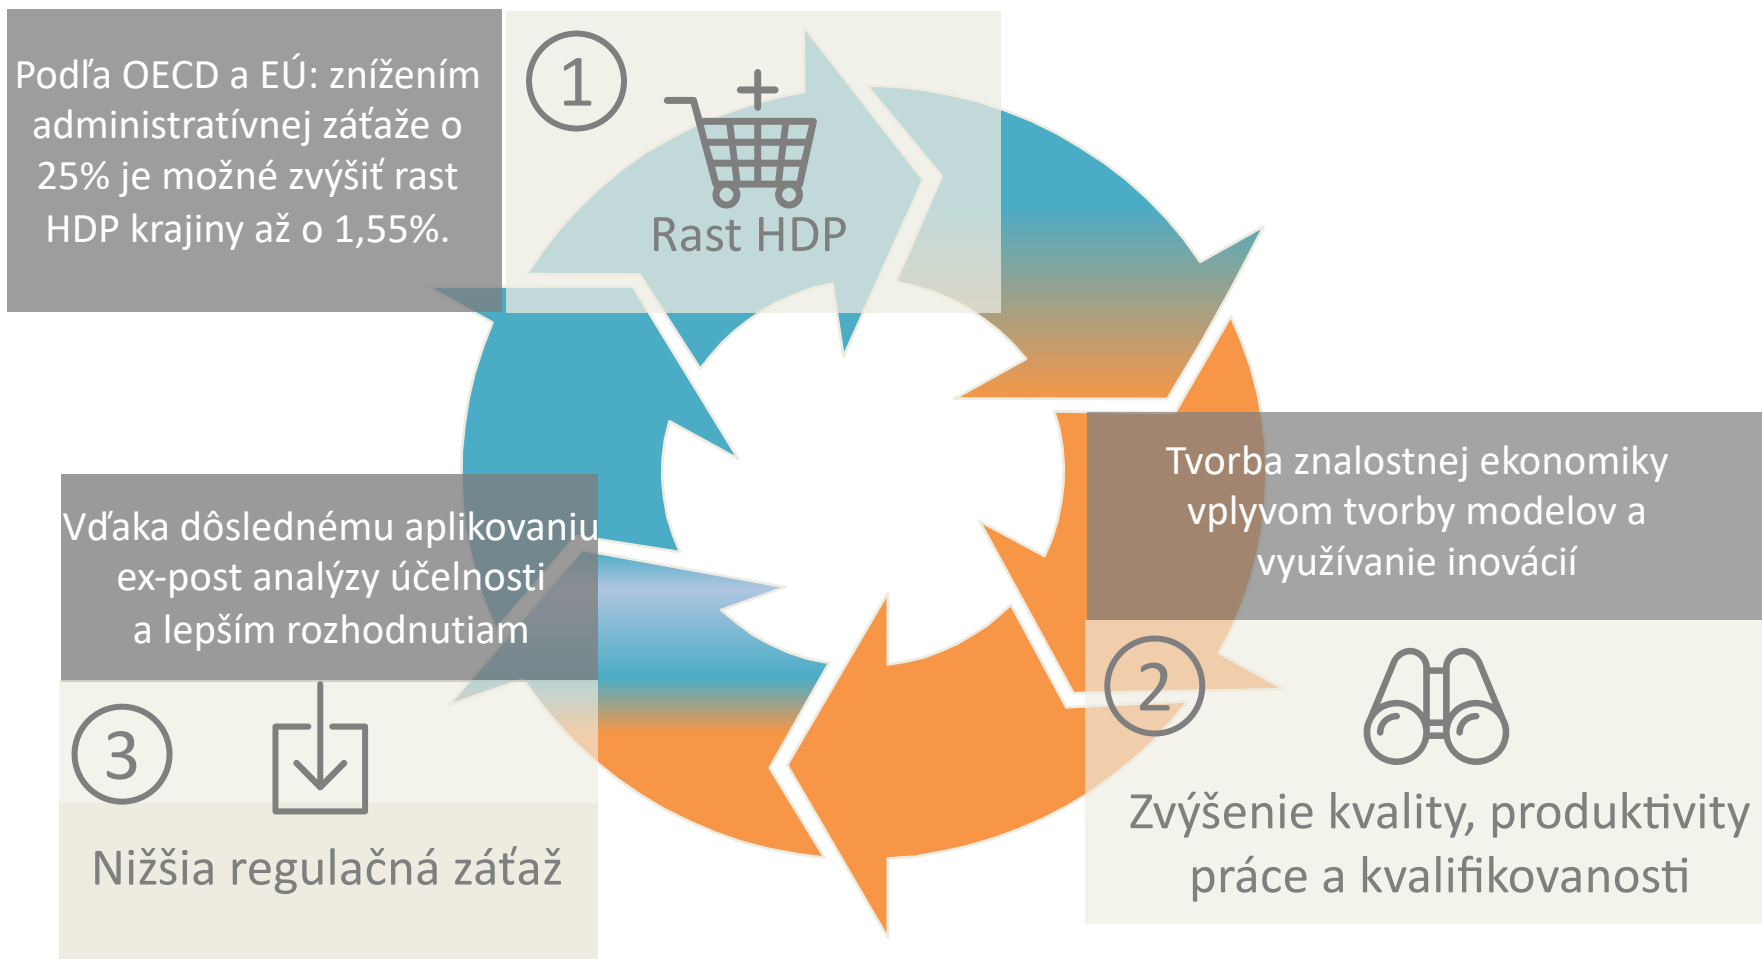 Podľa OECD a EÚ: znížením
administratívnej záťaže o
25% je možné zvýšiť rast
HDP krajiny až o 1,55%.
1
Rast HDP
Tvorba znalostnej ekonomiky
vplyvom tvorby modelov a
využívanie inovácií
2
Zvýšenie kvality, produktivity
práce a kvalifikovanosti
Vďaka dôslednému aplikovaniu
ex-post analýzy účelnosti
a lepším rozhodnutiam
3
Nižšia regulačná záťaž